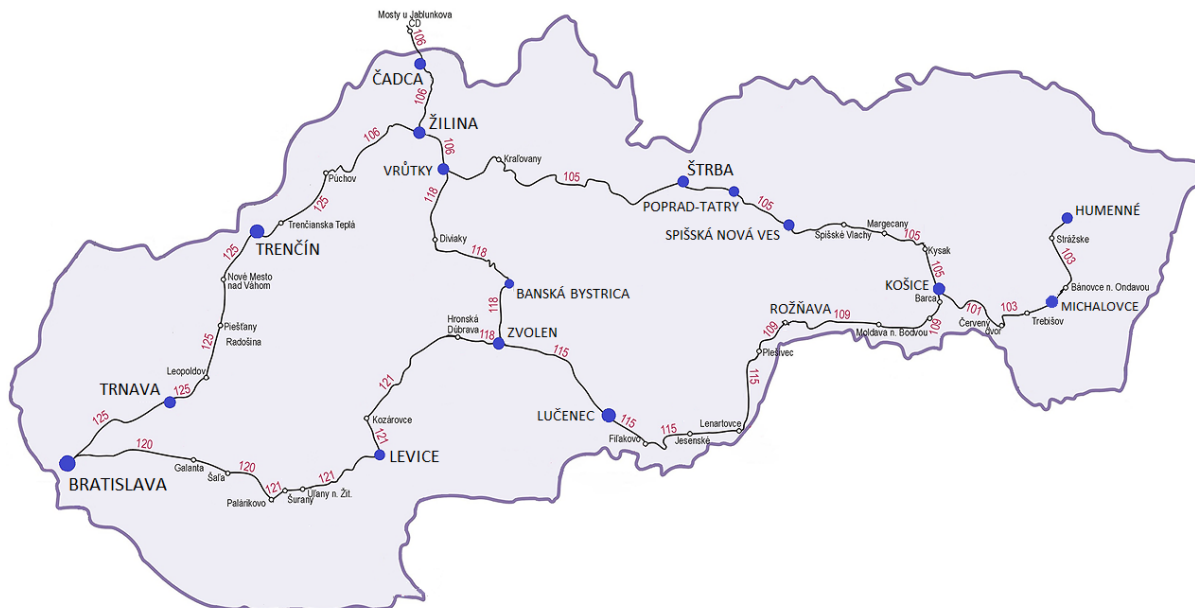 Mosty u Jablunkova
ČD
106
ČADCA
106
ŽILINA
106
106
VRŮTKY
Kraľovany
105
ŠTRBA
POPRAD-TATRY
105
SPIŠSKÁ NOVÁ VES
Spišské Vlachy
Margecany
105
Kysak
105
KOŠICE
Barca
HUMENNÉ
Strážske
103
Bánovce n. Ondavou
MICHALOVCE
Trebišov
103
Červený
dvor
101
Púchov
125
Trenčianska Teplá
TRENČÍN
125
Nové Mesto
nad Váhom
Piešťany
Radošina
125
Leopoldov
125
TRNAVA
125
BRATISLAVA
120
Galanta
Šaľa
120
Palárikovo
121
Šurany
Úľany n. Žit.
121
LEVICE
121
Kozárovce
121
Hronská
Dúbrava
118
ZVOLEN
118
BANSKÁ BYSTRICA
118
Diviaky
118
115
LUČENEC
115
Fiľakovo
115
Jesenské
Lenartovce
115
Plešivec
109
ROŽŇAVA
109
Moldava n. Bodvou
109